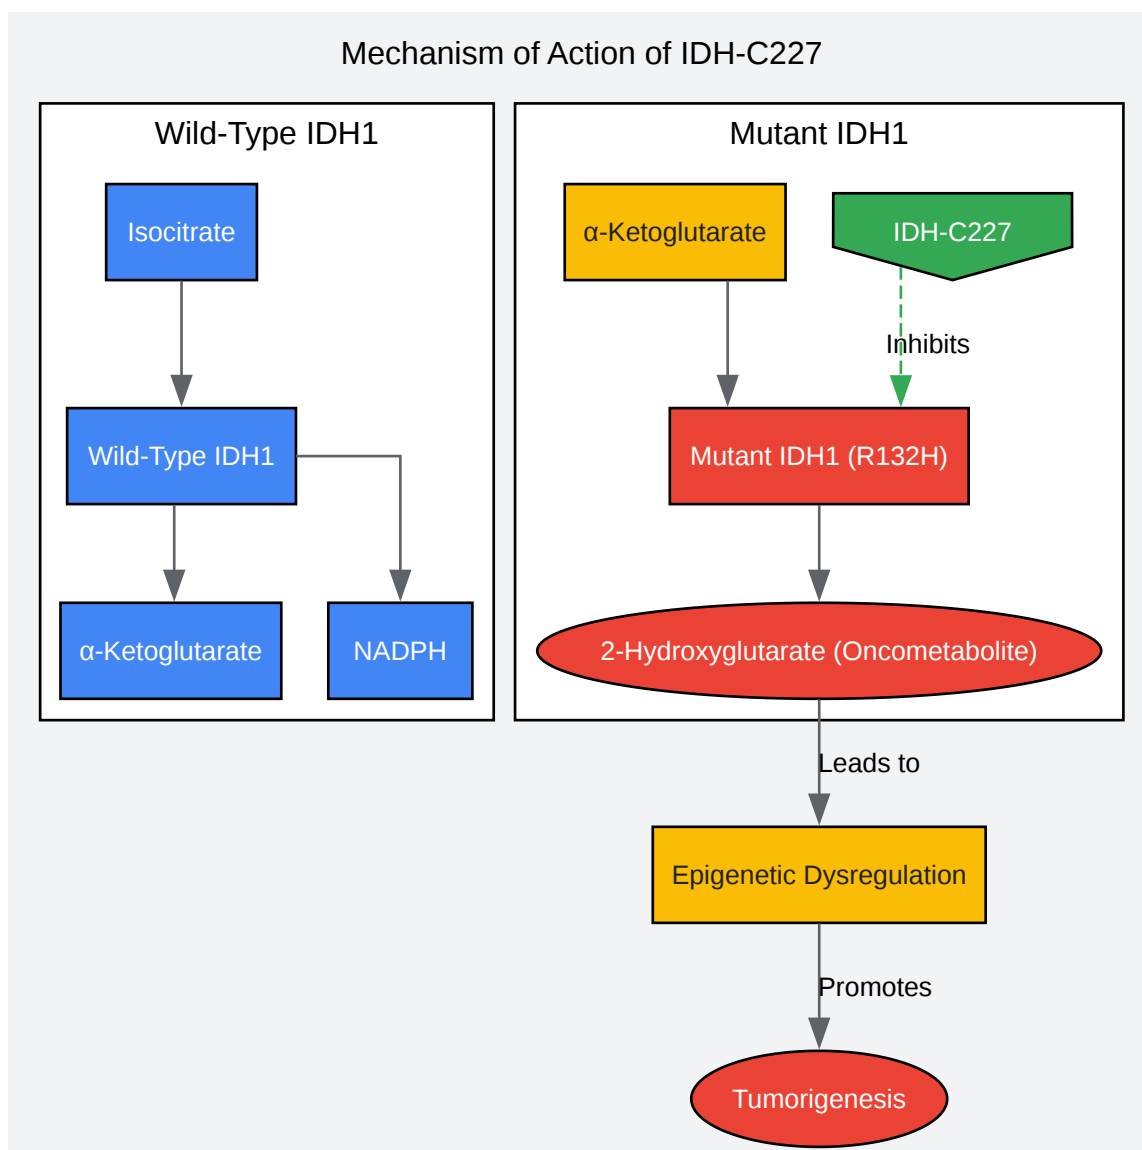 Mechanism of Action of IDH-C227
Wild-Type IDH1
Isocitrate
Wild-Type IDH1
α-Ketoglutarate
NADPH
Mutant IDH1
α-Ketoglutarate
IDH-C227
Inhibits
Mutant IDH1 (R132H)
2-Hydroxyglutarate (Oncometabolite)
Leads to
Epigenetic Dysregulation
Promotes
Tumorigenesis